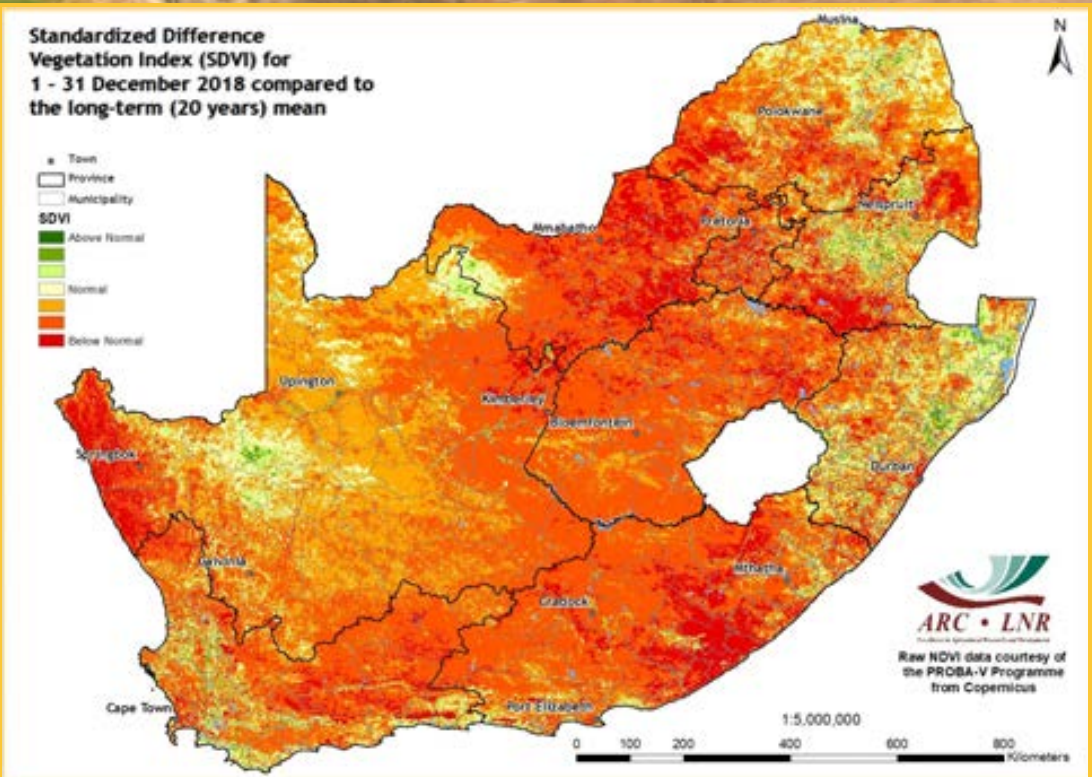 Standardized Difference
Vegetation Index (SDVI) for
1 - 31 December 2018 compared to
the long-term (20 years) mean
N
Town
Province
Municipality
SDVI
Above Normal
Normal
Below Normal
Musina
Polokwane
Nelspruit
Pretoria
Mmabatho
Upington
Kimberley
Bloemfontein
Springbok
Durban
Mthatha
Cradock
Cape Town
Port Elizabeth
ARC • LNR
Raw NDVI data courtesy of
the PROBA-V Programme
from Copernicus
1:5,000,000
0 100 200 400 600 800
Kilometers